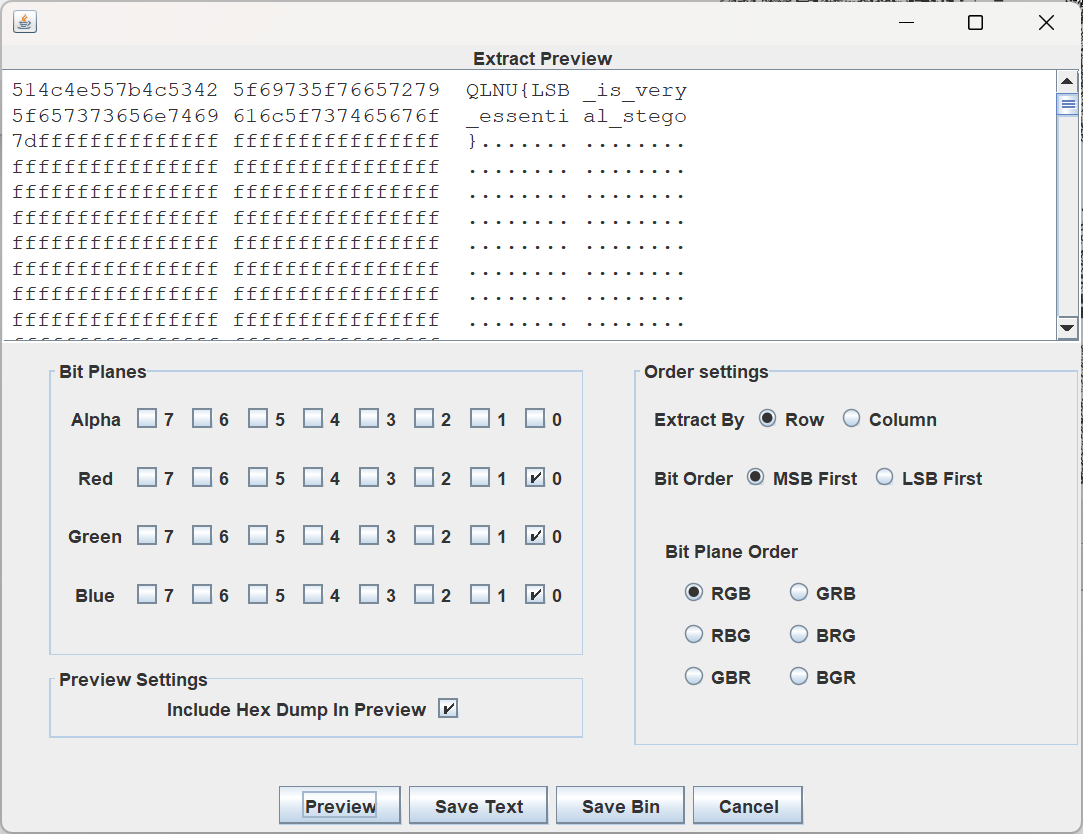 Extract Preview
514c4e557b4c5342 5f69735f76657279 QLNU{LSB _is_very
5f657373656e7469 616c5f737465676f _essenti al_stego
7dffffffffffffff ffffffffffffffff }....... ........
ffffffffffffffff ffffffffffffffff ........ ........
ffffffffffffffff ffffffffffffffff ........ ........
ffffffffffffffff ffffffffffffffff ........ ........
ffffffffffffffff ffffffffffffffff ........ ........
ffffffffffffffff ffffffffffffffff ........ ........
ffffffffffffffff ffffffffffffffff ........ ........
ffffffffffffffff ffffffffffffffff ........ ........
Bit Planes
Alpha 7 6 5 4 3 2 1 0
Red 7 6 5 4 3 2 1 0
Green 7 6 5 4 3 2 1 0
Blue 7 6 5 4 3 2 1 0
Preview Settings
Include Hex Dump In Preview
Order settings
Extract By Row Column
Bit Order MSB First LSB First
Bit Plane Order
RGB GRB
RBG BRG
GBR BGR
Preview Save Text Save Bin Cancel